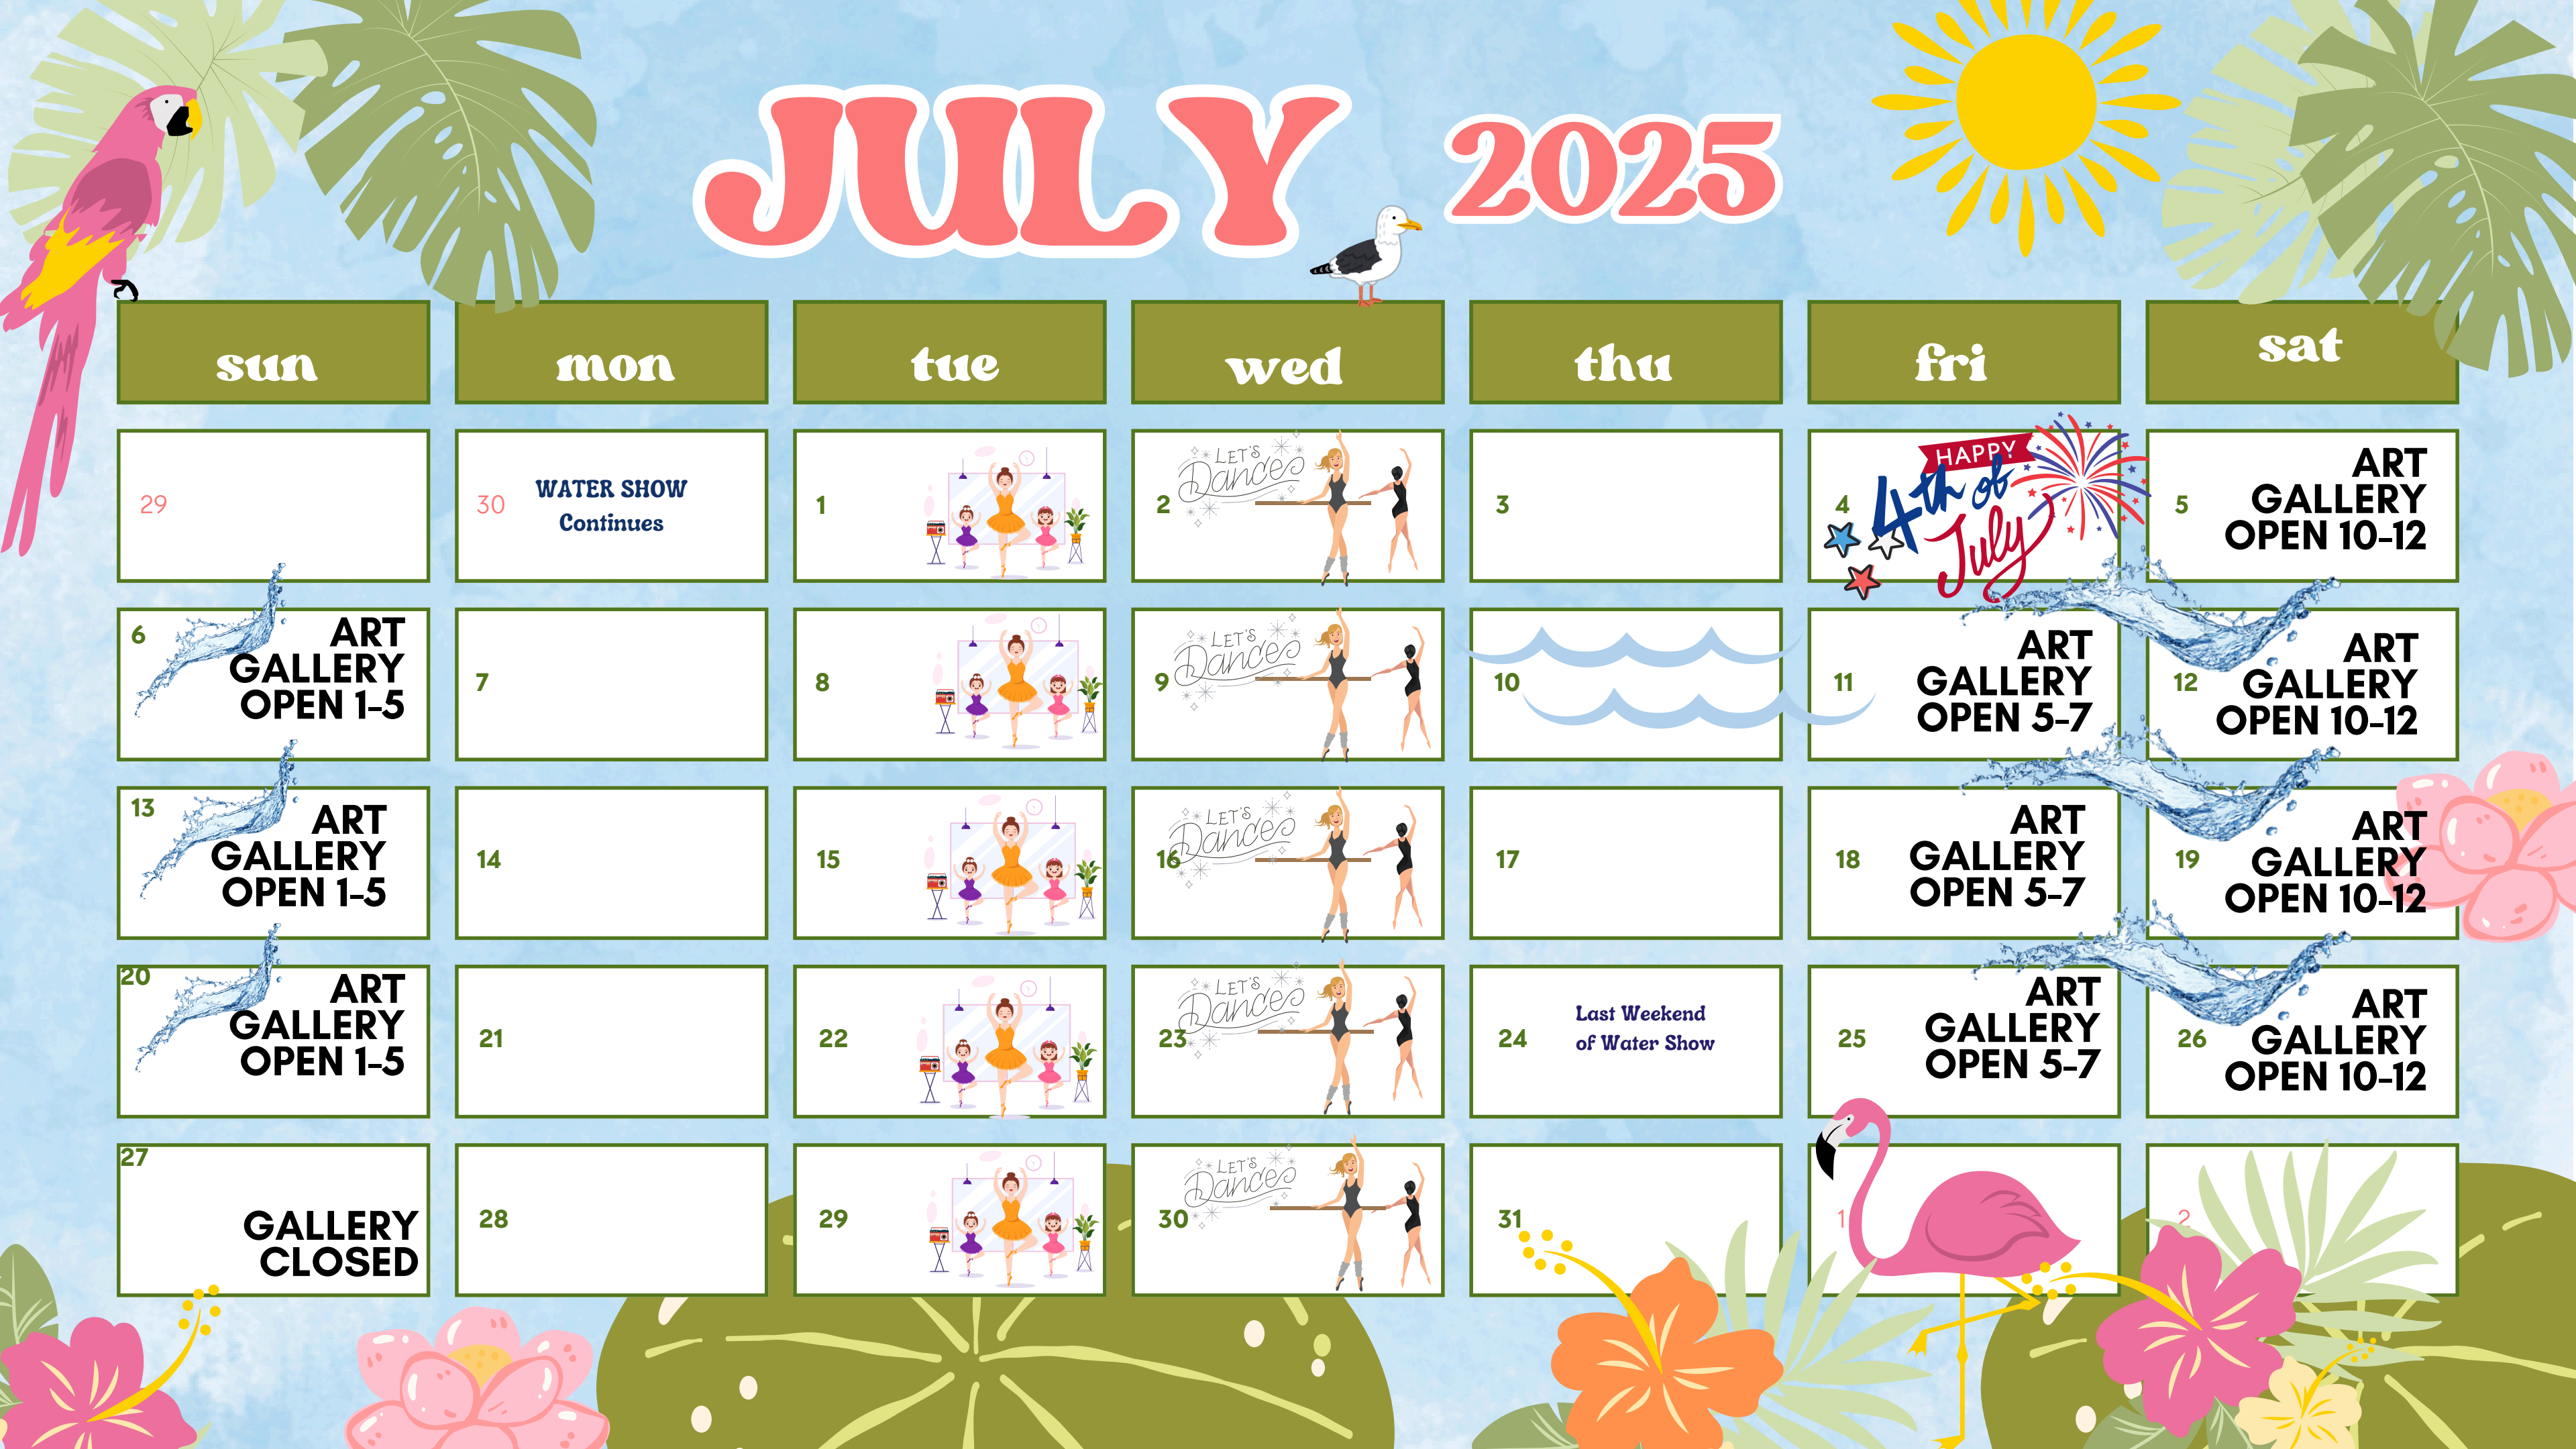 JULY 2025
sun
mon
tue
wed
thu
fri
sat
29
30
WATER SHOW
Continues
1
2
LET'S
Dance
3
4
HAPPY
4th of
July
5
ART
GALLERY
OPEN 10-12
6
ART
GALLERY
OPEN 1-5
7
8
9
LET'S
Dance
10
11
ART
GALLERY
OPEN 5-7
12
ART
GALLERY
OPEN 10-12
13
ART
GALLERY
OPEN 1-5
14
15
16
LET'S
Dance
17
18
ART
GALLERY
OPEN 5-7
19
ART
GALLERY
OPEN 10-12
20
ART
GALLERY
OPEN 1-5
21
22
23
LET'S
Dance
24
Last Weekend
of Water Show
25
ART
GALLERY
OPEN 5-7
26
ART
GALLERY
OPEN 10-12
27
GALLERY
CLOSED
28
29
30
LET'S
Dance
31
1
2